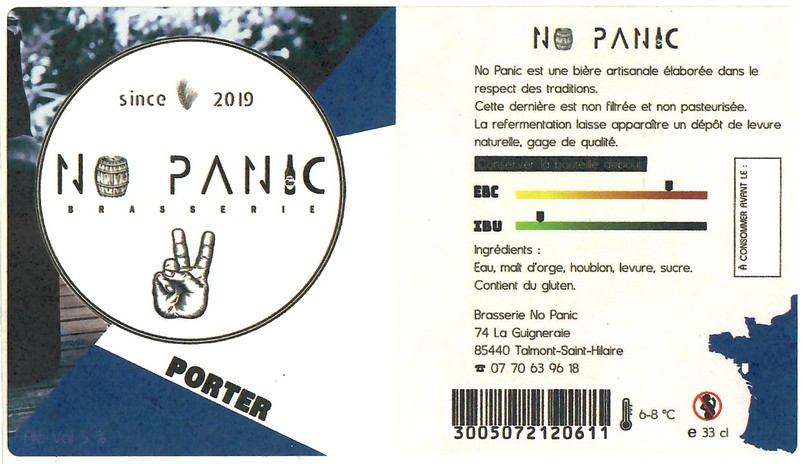 since 2019
NO PANIC
BRASSERIE
PORTER
Alc. Vol 5 %
NO PANIC
No Panic est une bière artisanale élaborée dans le
respect des traditions.
Cette dernière est non filtrée et non pasteurisée.
La refermentation laisse apparaître un dépôt de levure
naturelle, gage de qualité.
Conserver la bouteille debout
EBC
IBU
À CONSOMMER AVANT LE :
Ingrédients :
Eau, malt d'orge, houblon, levure, sucre.
Contient du gluten.
Brasserie No Panic
74 La Guigneraie
85440 Talmont-Saint-Hilaire
☎ 07 70 63 96 18
3005072120611
6-8 °C
e 33 cl